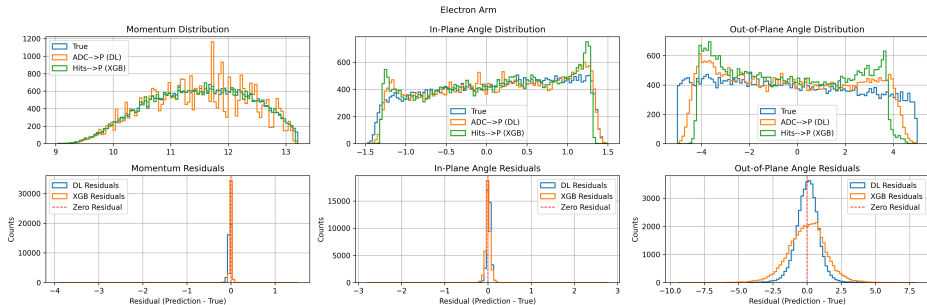 Electron Arm
Momentum Distribution
1200
1000
800
600
400
200
0
9
10
11
12
13
True
ADC-->P (DL)
Hits-->P (XGB)
In-Plane Angle Distribution
600
400
200
0
−1.5
−1.0
−0.5
0.0
0.5
1.0
1.5
True
ADC-->P (DL)
Hits-->P (XGB)
Out-of-Plane Angle Distribution
600
400
200
0
−4
−2
0
2
4
True
ADC-->P (DL)
Hits-->P (XGB)
Momentum Residuals
Counts
30000
20000
10000
0
−4
−3
−2
−1
0
1
Residual (Prediction - True)
DL Residuals
XGB Residuals
Zero Residual
In-Plane Angle Residuals
Counts
15000
10000
5000
0
−3
−2
−1
0
1
2
3
Residual (Prediction - True)
DL Residuals
XGB Residuals
Zero Residual
Out-of-Plane Angle Residuals
Counts
3000
2000
1000
0
−10.0
−7.5
−5.0
−2.5
0.0
2.5
5.0
7.5
Residual (Prediction - True)
DL Residuals
XGB Residuals
Zero Residual